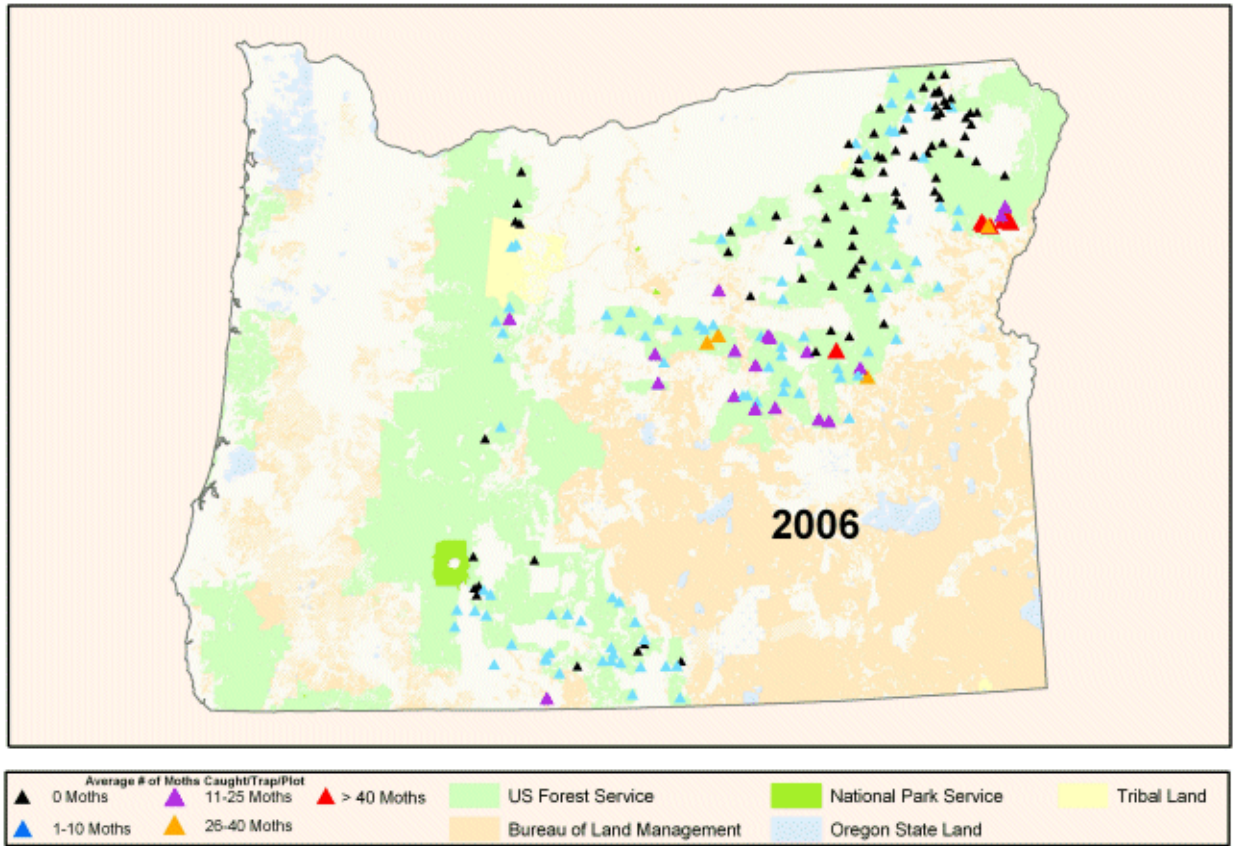 2006
Average # of Moths Caught/Trap/Plot
0 Moths
11-25 Moths
> 40 Moths
US Forest Service
National Park Service
Tribal Land
1-10 Moths
26-40 Moths
Bureau of Land Management
Oregon State Land